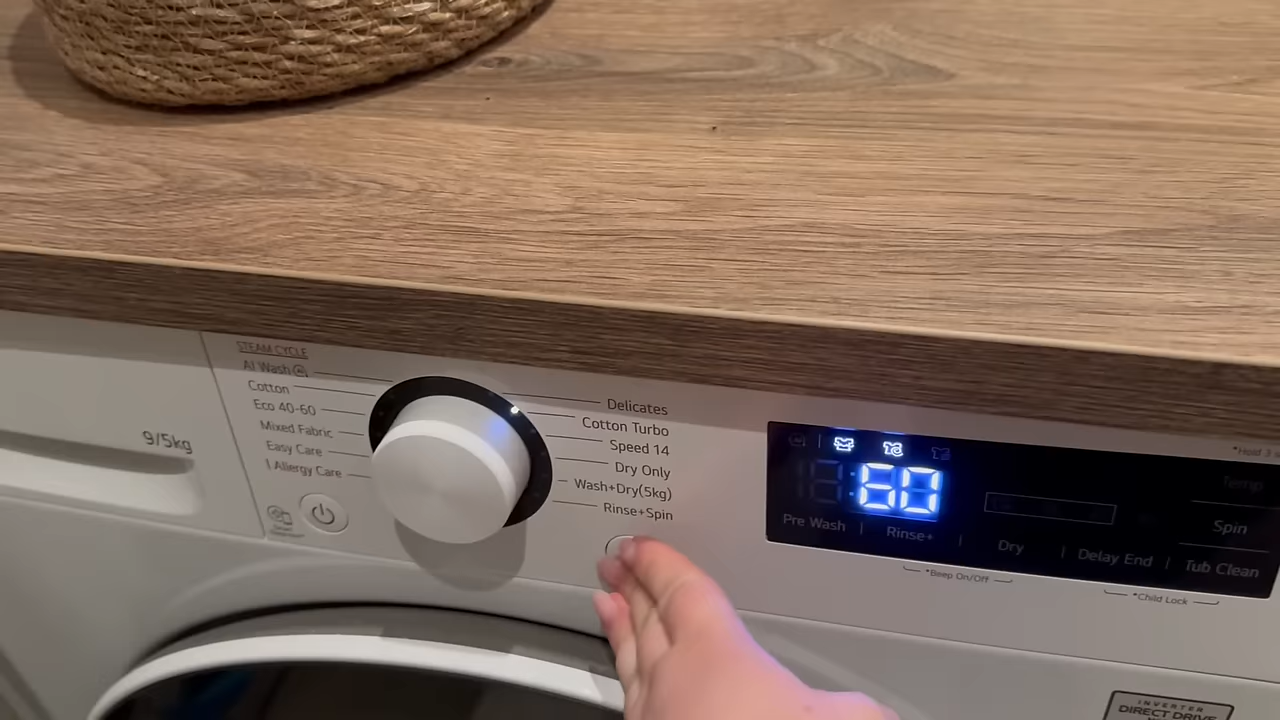 STEAM CYCLE
AI Wash
Cotton
Eco 40-60
Mixed Fabric
Easy Care
Allergy Care
9/5kg
Delicates
Cotton Turbo
Speed 14
Dry Only
Wash+Dry(5kg)
Rinse+Spin
60
Pre Wash
Rinse+
Dry
Delay End
Tub Clean
Spin
Temp.
*Hold 3
*Beep On/Off
*Child Lock
INVERTER
DIRECT DRIVE